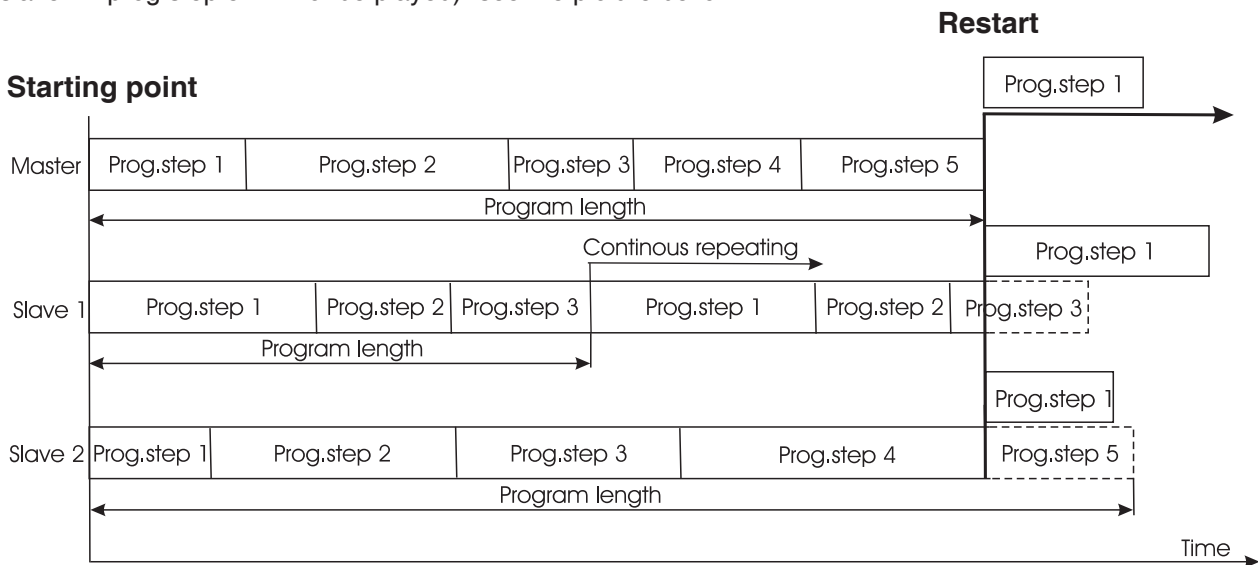 Restart
Starting point
Prog.step 1
Master Prog.step 1 Prog.step 2 Prog.step 3 Prog.step 4 Prog.step 5
Program length
Continous repeating
Prog.step 1
Slave 1 Prog.step 1 Prog.step 2 Prog.step 3 Prog.step 1 Prog.step 2 Prog.step 3
Program length
Prog.step 1
Slave 2 Prog.step 1 Prog.step 2 Prog.step 3 Prog.step 4 Prog.step 5
Program length
Time